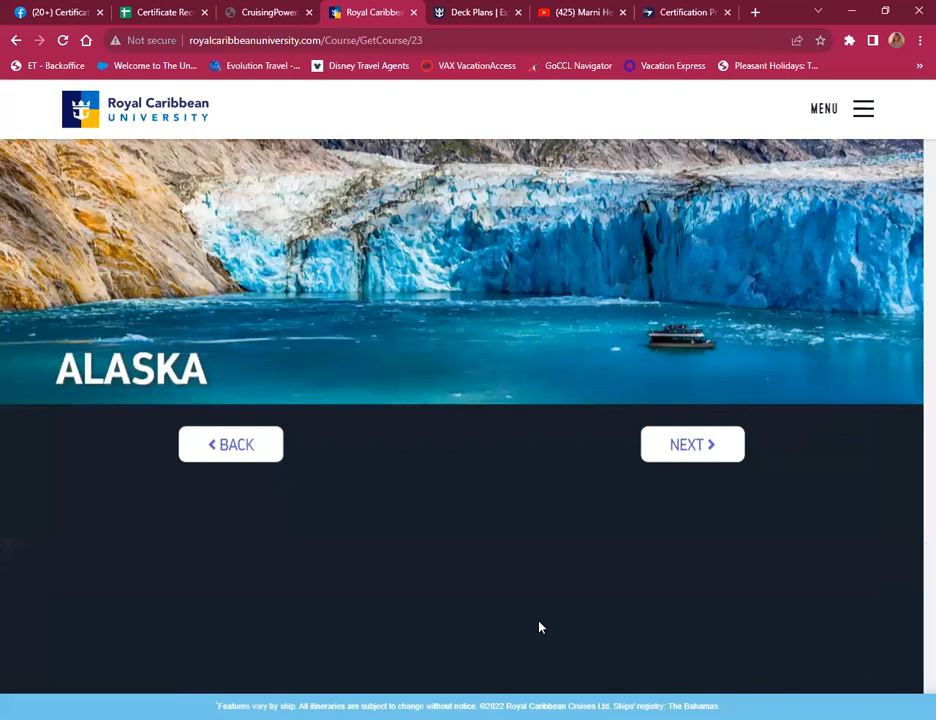 (20+) Certificat
Certificate Rec
CruisingPower.
Royal Caribbe
Deck Plans | Ex
(425) Marni He
Certification Pr
Not secure
royalcaribbeanuniversity.com/Course/GetCourse/23
ET - Backoffice
Welcome to The Un...
Evolution Travel -...
Disney Travel Agents
VAX VacationAccess
GoCCL Navigator
Vacation Express
Pleasant Holidays: T...
»
Royal Caribbean
UNIVERSITY
MENU
ALASKA
< BACK
NEXT >
*Features vary by ship. All itineraries are subject to change without notice. ©2022 Royal Caribbean Cruises Ltd. Ships' registry: The Bahamas.